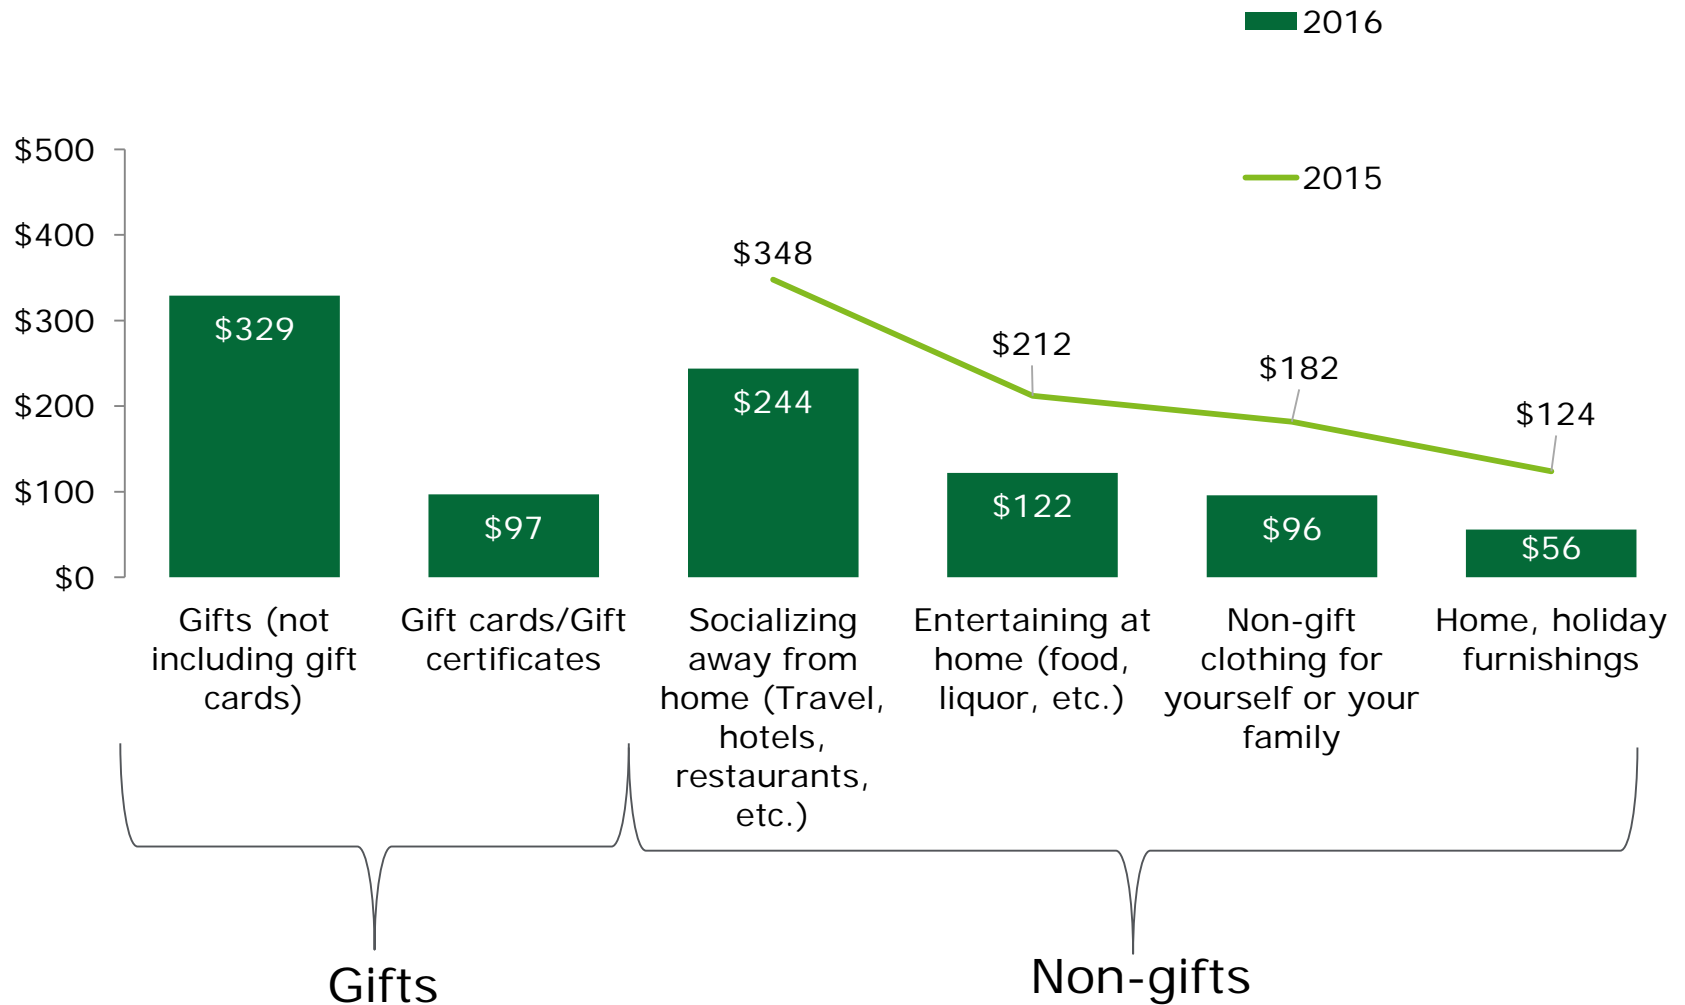 2016
2015
$500
$400
$300
$200
$100
$0
$329
$97
$348
$244
$212
$122
$182
$96
$124
$56
Gifts (not
including gift
cards)
Gift cards/Gift
certificates
Socializing
away from
home (Travel,
hotels,
restaurants,
etc.)
Entertaining at
home (food,
liquor, etc.)
Non-gift
clothing for
yourself or your
family
Home, holiday
furnishings
Gifts
Non-gifts